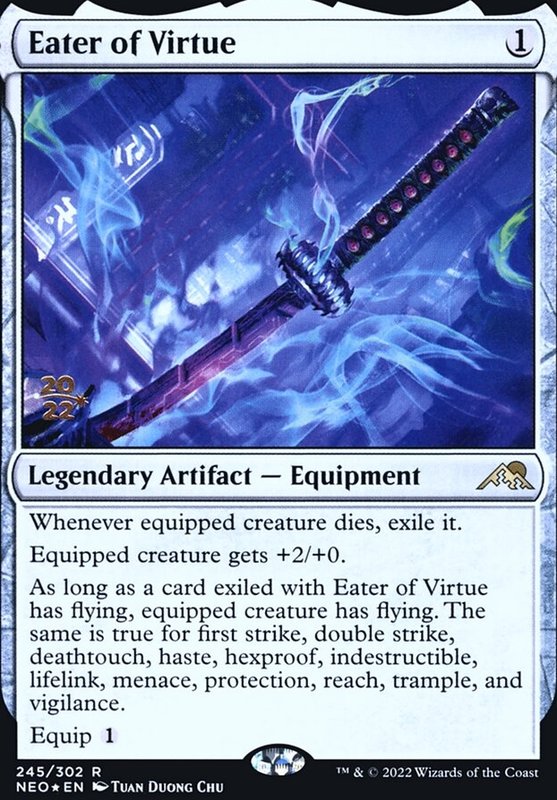 Eater of Virtue 1
20
22
Legendary Artifact — Equipment
Whenever equipped creature dies, exile it.
Equipped creature gets +2/+0.
As long as a card exiled with Eater of Virtue
has flying, equipped creature has flying. The
same is true for first strike, double strike,
deathtouch, haste, hexproof, indestructible,
lifelink, menace, protection, reach, trample, and
vigilance.
Equip 1
245/302 R
NEO★EN Tuan Duong Chu
™ & © 2022 Wizards of the Coast